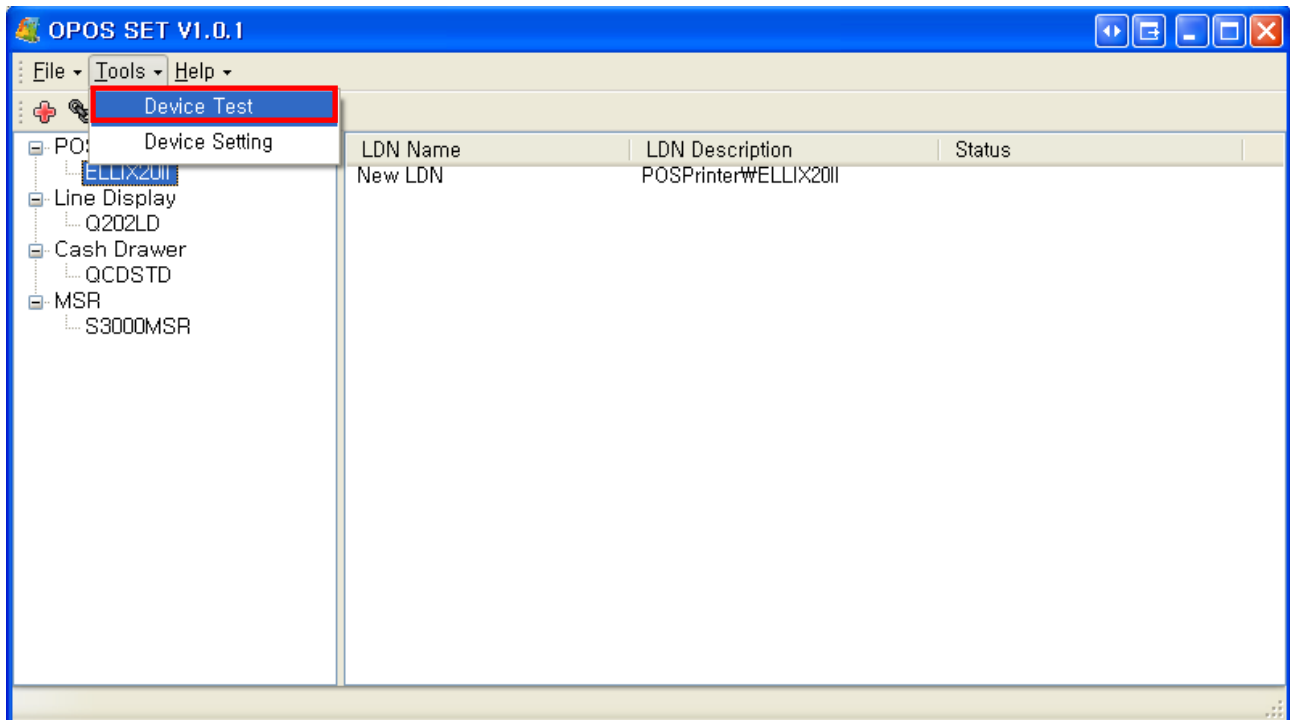 OPOS SET V1.0.1
File Tools Help
Device Test
Device Setting
ELLIX20II
Line Display
Q202LD
Cash Drawer
QCDSTD
MSR
S3000MSR
LDN Name LDN Description Status
New LDN POSPrinter₩ELLIX20II